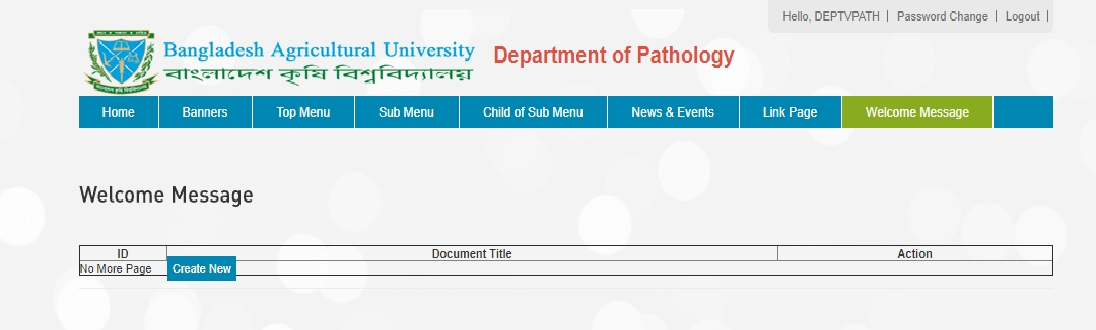 Hello, DEPTVPATH | Password Change | Logout |
Bangladesh Agricultural University
বাংলাদেশ কৃষি বিশ্ববিদ্যালয়
Department of Pathology
Home Banners Top Menu Sub Menu Child of Sub Menu News & Events Link Page Welcome Message
Welcome Message
ID Document Title Action
No More Page Create New